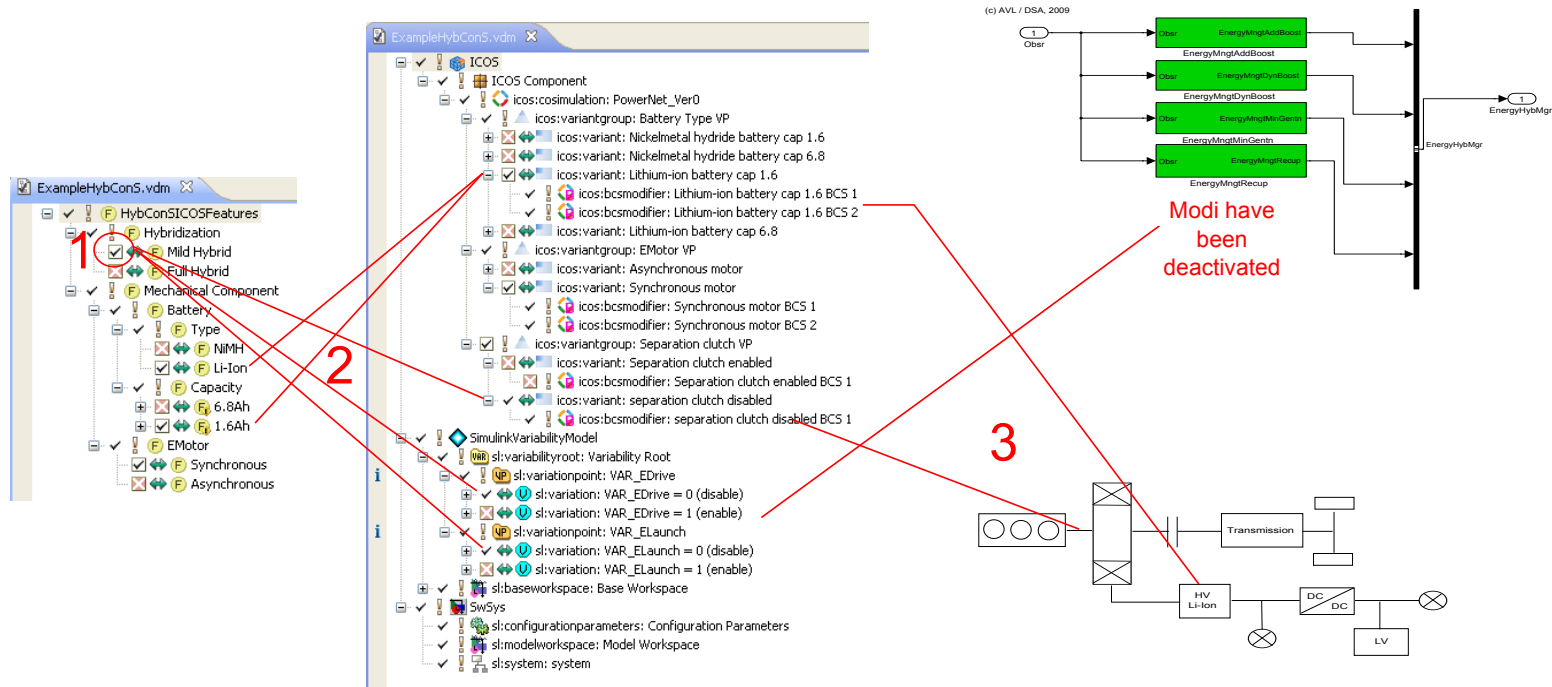 ExampleHybConS.vdm
HybConSICOSFeatures
Hybridization
Mild Hybrid
Full Hybrid
Mechanical Component
Battery
Type
NiMH
Li-Ion
Capacity
6.8Ah
1.6Ah
EMotor
Synchronous
Asynchronous
1
2
ExampleHybConS.vdm
ICOS
ICOS Component
icos:cosimulation: PowerNet_Ver0
icos:variantgroup: Battery Type VP
icos:variant: Nickelmetal hydride battery cap 1.6
icos:variant: Nickelmetal hydride battery cap 6.8
icos:variant: Lithium-ion battery cap 1.6
icos:bcsmodifier: Lithium-ion battery cap 1.6 BCS 1
icos:bcsmodifier: Lithium-ion battery cap 1.6 BCS 2
icos:variant: Lithium-ion battery cap 6.8
icos:variantgroup: EMotor VP
icos:variant: Asynchronous motor
icos:variant: Synchronous motor
icos:bcsmodifier: Synchronous motor BCS 1
icos:bcsmodifier: Synchronous motor BCS 2
icos:variantgroup: Separation clutch VP
icos:variant: Separation clutch enabled
icos:bcsmodifier: Separation clutch enabled BCS 1
icos:variant: separation clutch disabled
icos:bcsmodifier: separation clutch disabled BCS 1
SimulinkVariabilityModel
VAR sl:variabilityroot: Variability Root
VP sl:variationpoint: VAR_EDrive
sl:variation: VAR_EDrive = 0 (disable)
sl:variation: VAR_EDrive = 1 (enable)
VP sl:variationpoint: VAR_ELaunch
sl:variation: VAR_ELaunch = 0 (disable)
sl:variation: VAR_ELaunch = 1 (enable)
sl:baseworkspace: Base Workspace
SwSys
sl:configurationparameters: Configuration Parameters
sl:modelworkspace: Model Workspace
sl:system: system
(c) AVL / DSA, 2009
1
Obsr
Obsr EnergyMngtAddBoost
EnergyMngtAddBoost
Obsr EnergyMngtDynBoost
EnergyMngtDynBoost
Obsr EnergyMngtMinGentn
EnergyMngtMinGentn
Obsr EnergyMngtRecup
EnergyMngtRecup
EnergyHybMgr
1
EnergyHybMgr
Modi have
been
deactivated
3
Transmission
HV
Li-Ion
DC
DC
LV